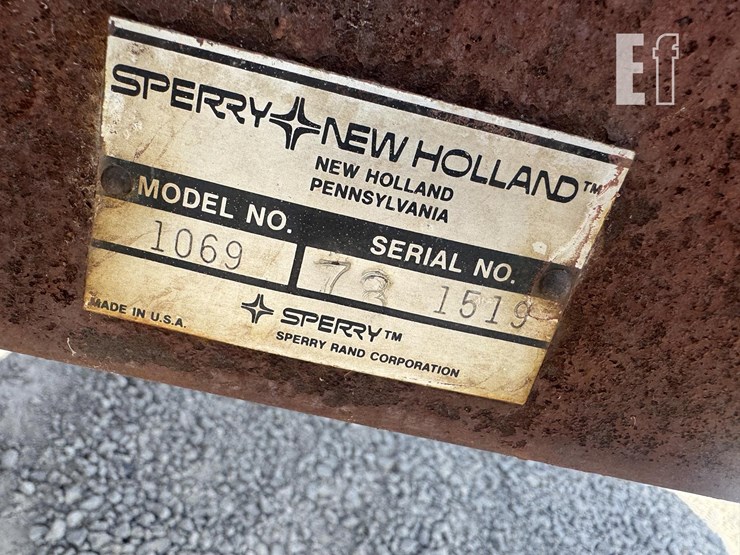 Ef
SPERRY NEW HOLLAND™
NEW HOLLAND
PENNSYLVANIA
MODEL NO. SERIAL NO.
1069 73 1519
SPERRY™
MADE IN U.S.A. SPERRY RAND CORPORATION